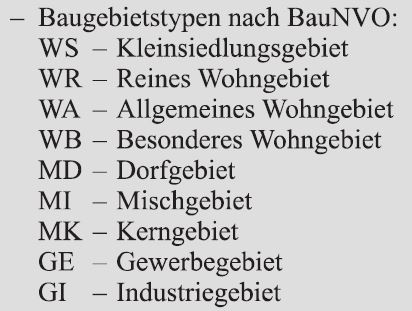 – Baugebietstypen nach BauNVO:
WS – Kleinsiedlungsgebiet
WR – Reines Wohngebiet
WA – Allgemeines Wohngebiet
WB – Besonderes Wohngebiet
MD – Dorfgebiet
MI – Mischgebiet
MK – Kerngebiet
GE – Gewerbegebiet
GI – Industriegebiet